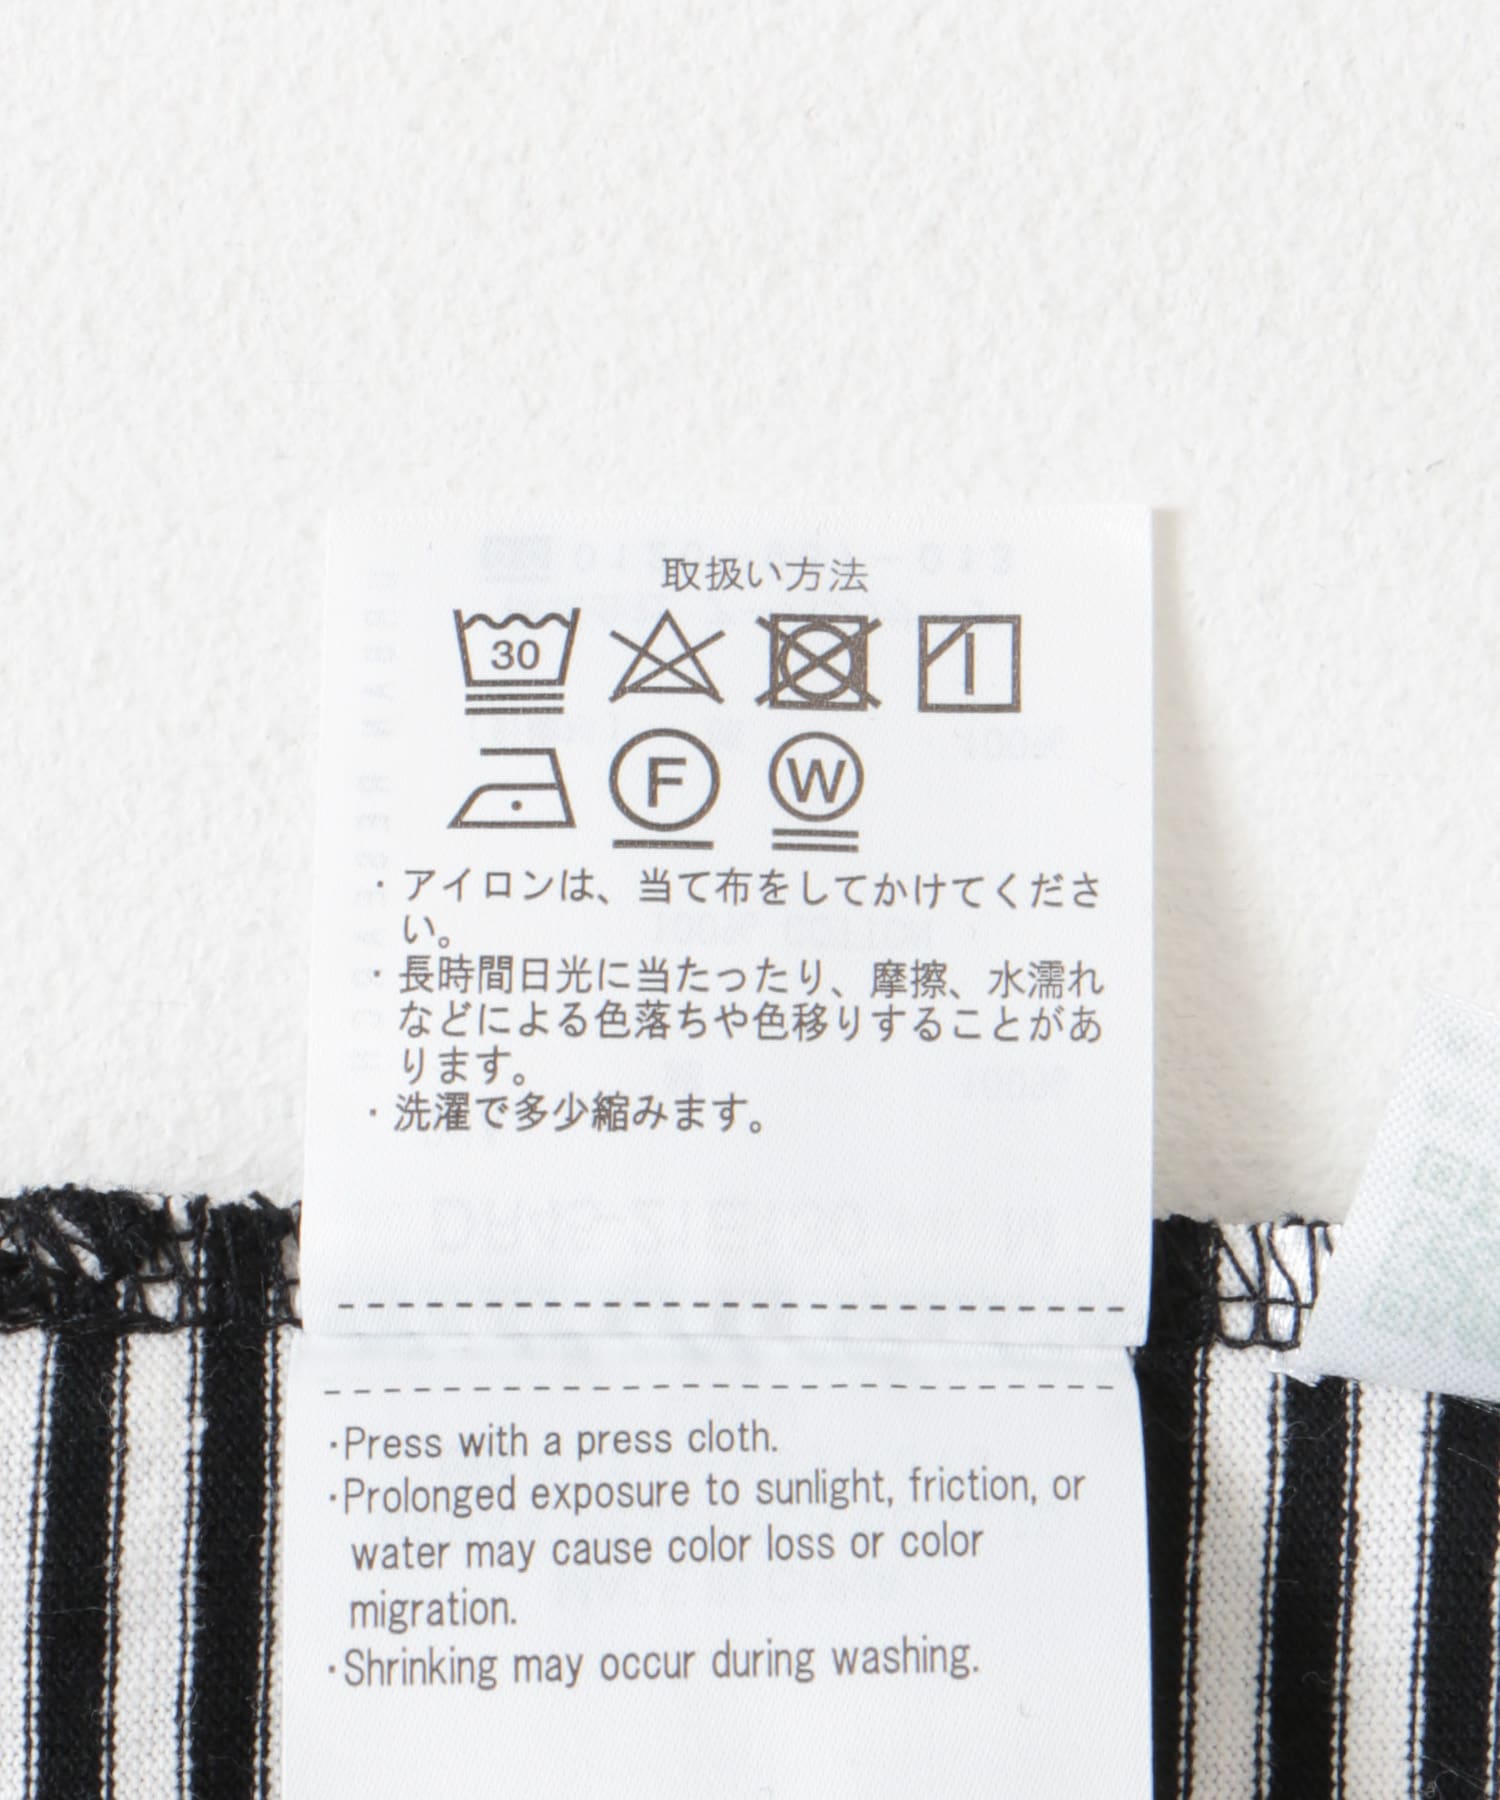 取扱い方法
30
F W
・アイロンは、当て布をしてかけてくださ
い。
・長時間日光に当たったり、摩擦、水濡れ
などによる色落ちや色移りすることがあ
ります。
・洗濯で多少縮みます。
・Press with a press cloth.
・Prolonged exposure to sunlight, friction, or
water may cause color loss or color
migration.
・Shrinking may occur during washing.